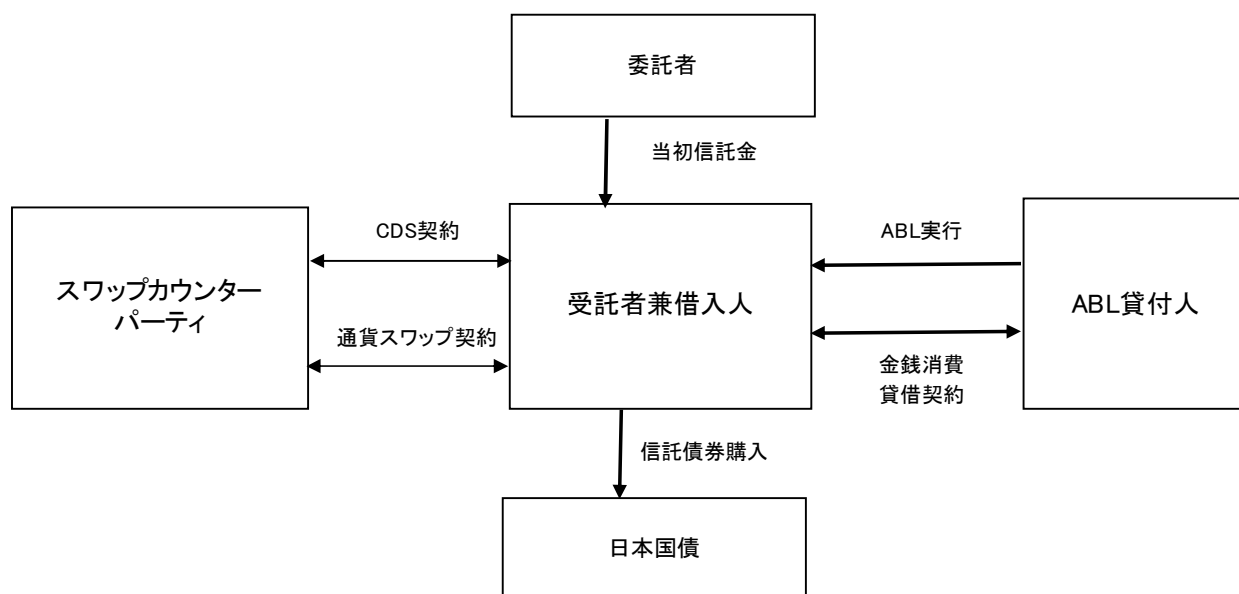 委託者
当初信託金
CDS契約
ABL実行
スワップカウンター
パーティ
受託者兼借入人
ABL貸付人
通貨スワップ契約
金銭消費
貸借契約
信託債券購入
日本国債